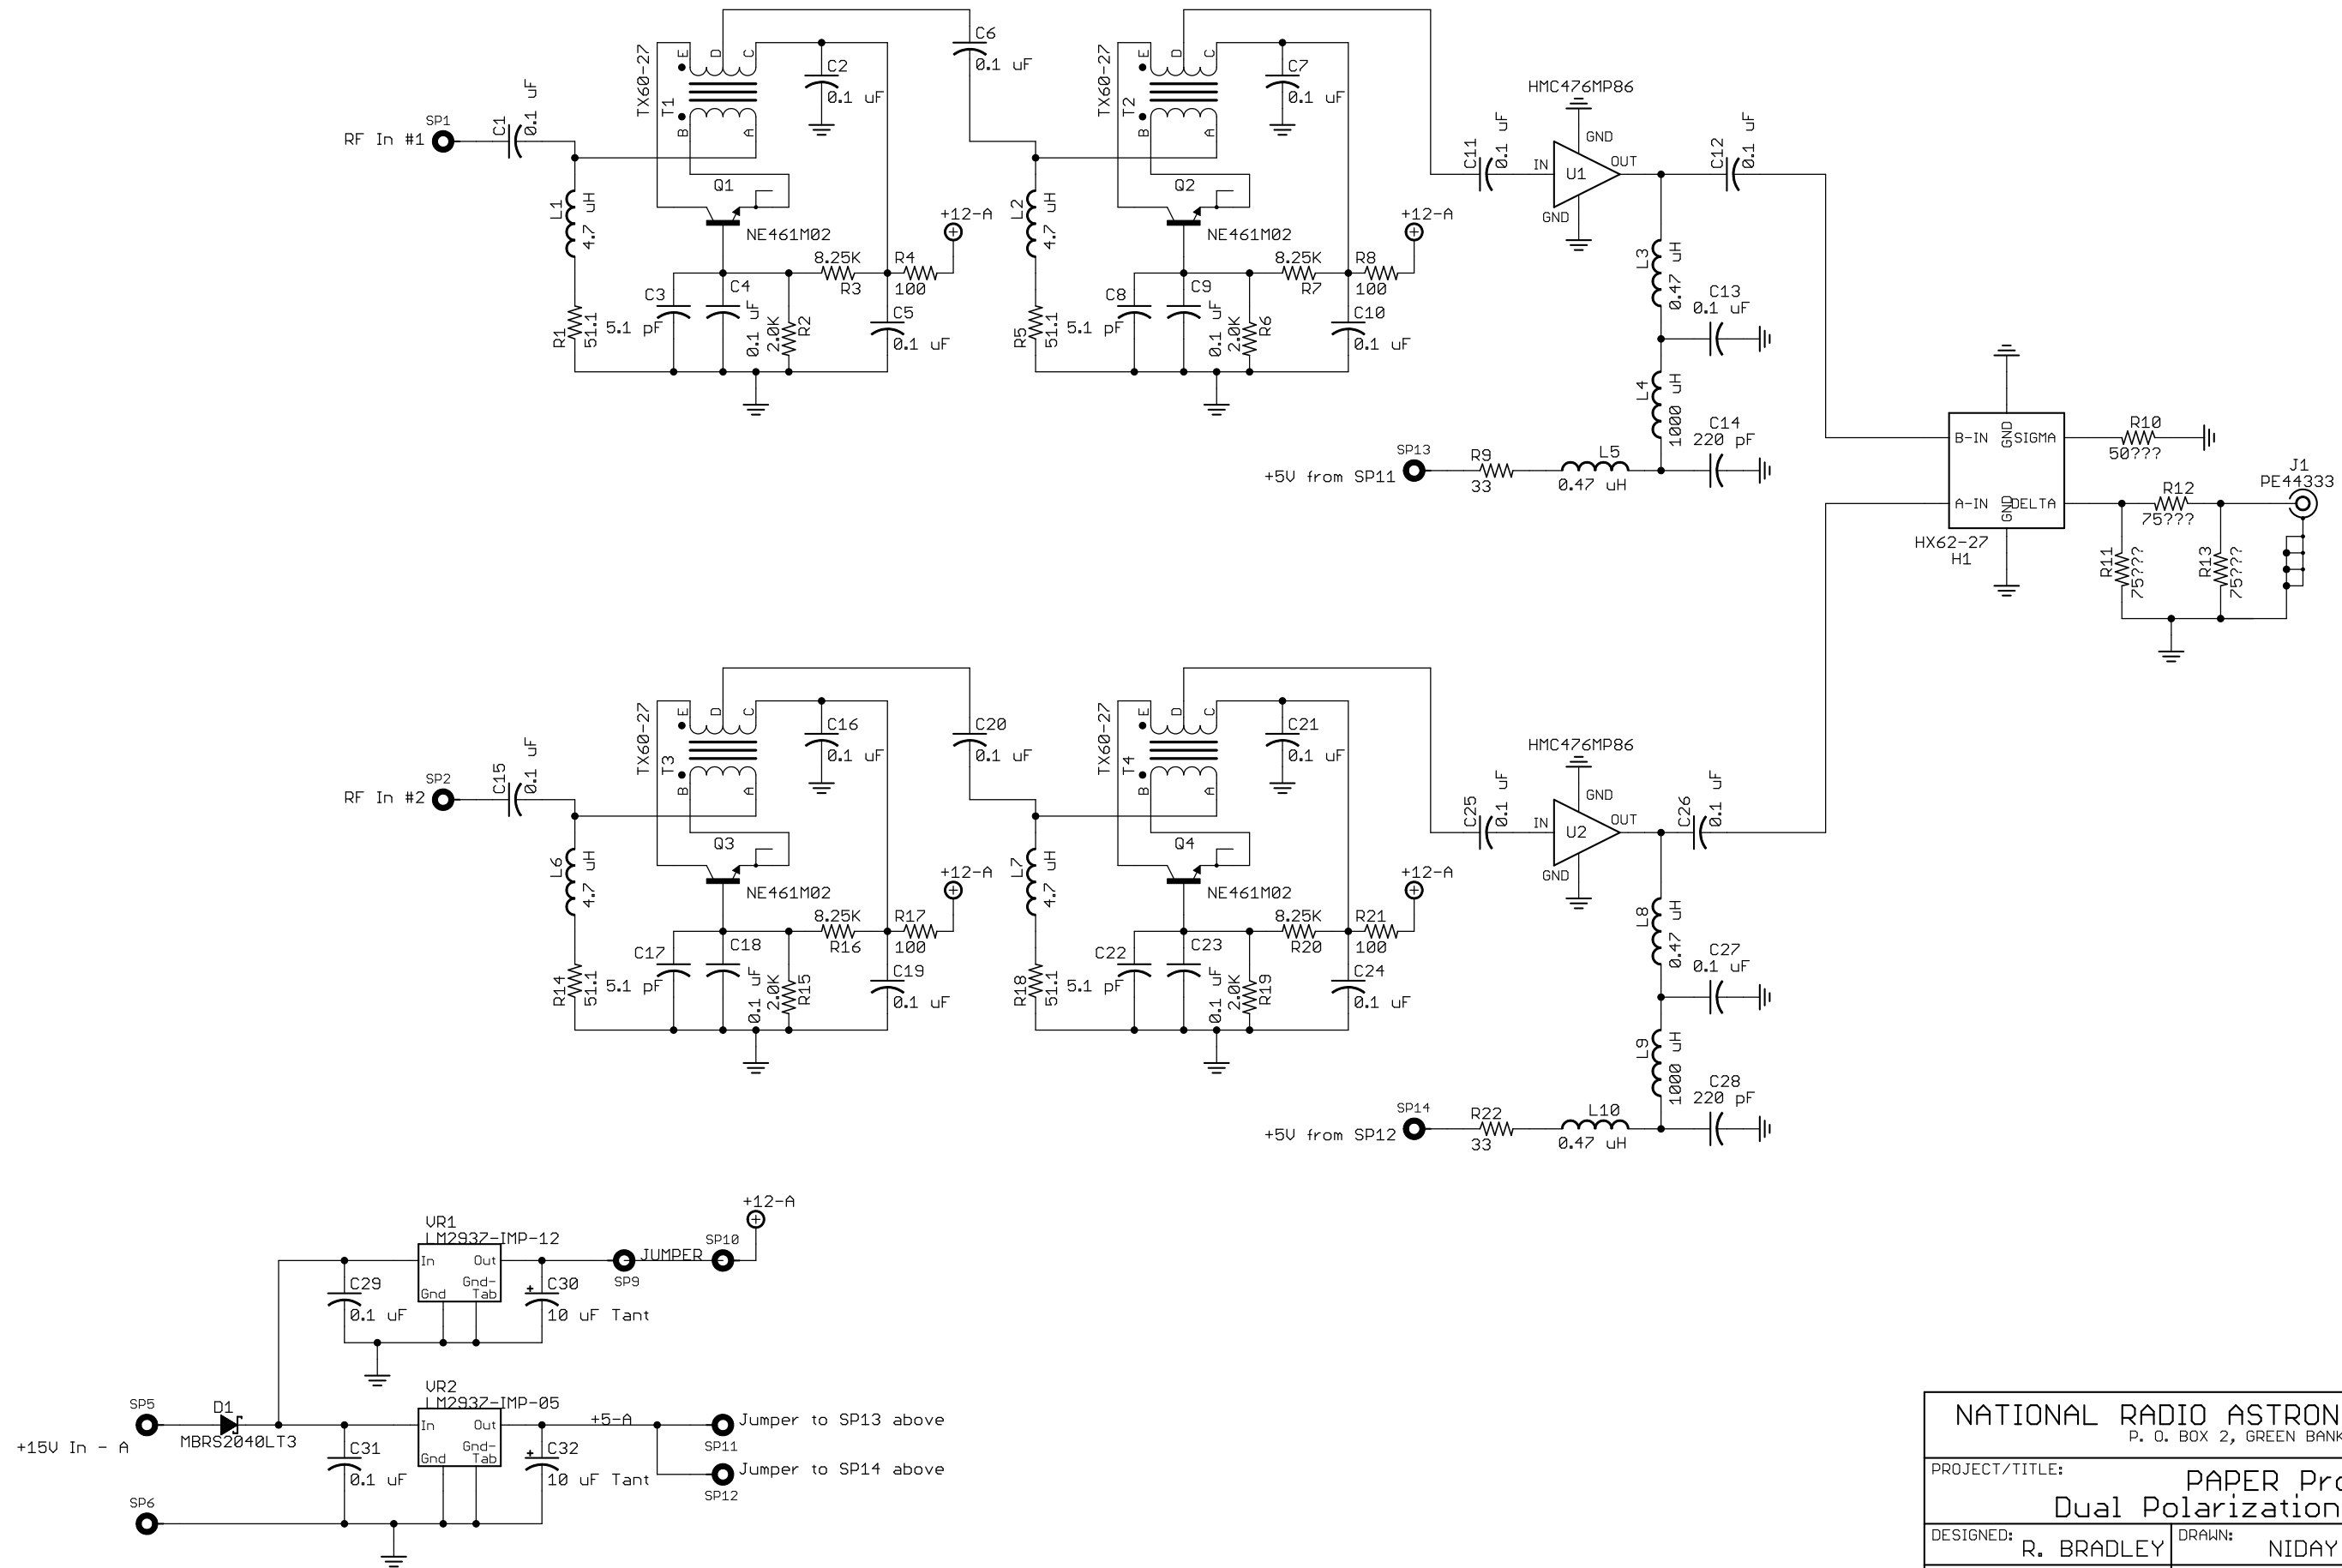 C6
0.1 uF
TX60-27
T1
E
D
C
B
A
C2
0.1 uF
TX60-27
T2
E
D
C
B
A
C7
0.1 uF
HMC476MP86
GND
IN
U1
OUT
GND
RF In #1
SP1
C1
0.1 uF
C11
0.1 uF
C12
0.1 uF
Q1
NE461M02
+12-A
L1
4.7 uH
8.25K
R3
R4
100
Q2
NE461M02
+12-A
L2
4.7 uH
8.25K
R7
R8
100
L3
0.47 uH
C13
0.1 uF
R1
51.1
C3
5.1 pF
C4
0.1 uF
2.0K
R2
C5
0.1 uF
R5
51.1
C8
5.1 pF
C9
0.1 uF
2.0K
R6
C10
0.1 uF
L4
1000 uH
C14
220 pF
+5V from SP11
SP13
R9
33
L5
0.47 uH
B-IN
GND
SIGMA
A-IN
GND
DELTA
HX62-27
H1
R10
50???
J1
PE44333
R12
75???
R11
75???
R13
75???
TX60-27
T3
E
D
C
B
A
C16
0.1 uF
C20
0.1 uF
TX60-27
T4
E
D
C
B
A
C21
0.1 uF
HMC476MP86
GND
IN
U2
OUT
GND
RF In #2
SP2
C15
0.1 uF
C25
0.1 uF
C26
0.1 uF
Q3
NE461M02
+12-A
L6
4.7 uH
8.25K
R16
R17
100
Q4
NE461M02
+12-A
L7
4.7 uH
8.25K
R20
R21
100
L8
0.47 uH
C27
0.1 uF
R14
51.1
C17
5.1 pF
C18
0.1 uF
2.0K
R15
C19
0.1 uF
R18
51.1
C22
5.1 pF
C23
0.1 uF
2.0K
R19
C24
0.1 uF
L9
1000 uH
C28
220 pF
+5V from SP12
SP14
R22
33
L10
0.47 uH
+12-A
VR1
LM2937-IMP-12
In
Out
Gnd
Gnd-
Tab
C29
0.1 uF
C30
10 uF Tant
SP9
JUMPER
SP10
VR2
LM2937-IMP-05
In
Out
Gnd
Gnd-
Tab
+15V In - A
SP5
D1
MBRS2040LT3
C31
0.1 uF
C32
10 uF Tant
+5-A
SP11
Jumper to SP13 above
SP12
Jumper to SP14 above
SP6
NATIONAL RADIO ASTRON
P. O. BOX 2, GREEN BANK
PROJECT/TITLE:
PAPER Pro
Dual Polarization
DESIGNED:
R. BRADLEY
DRAWN:
NIDAY